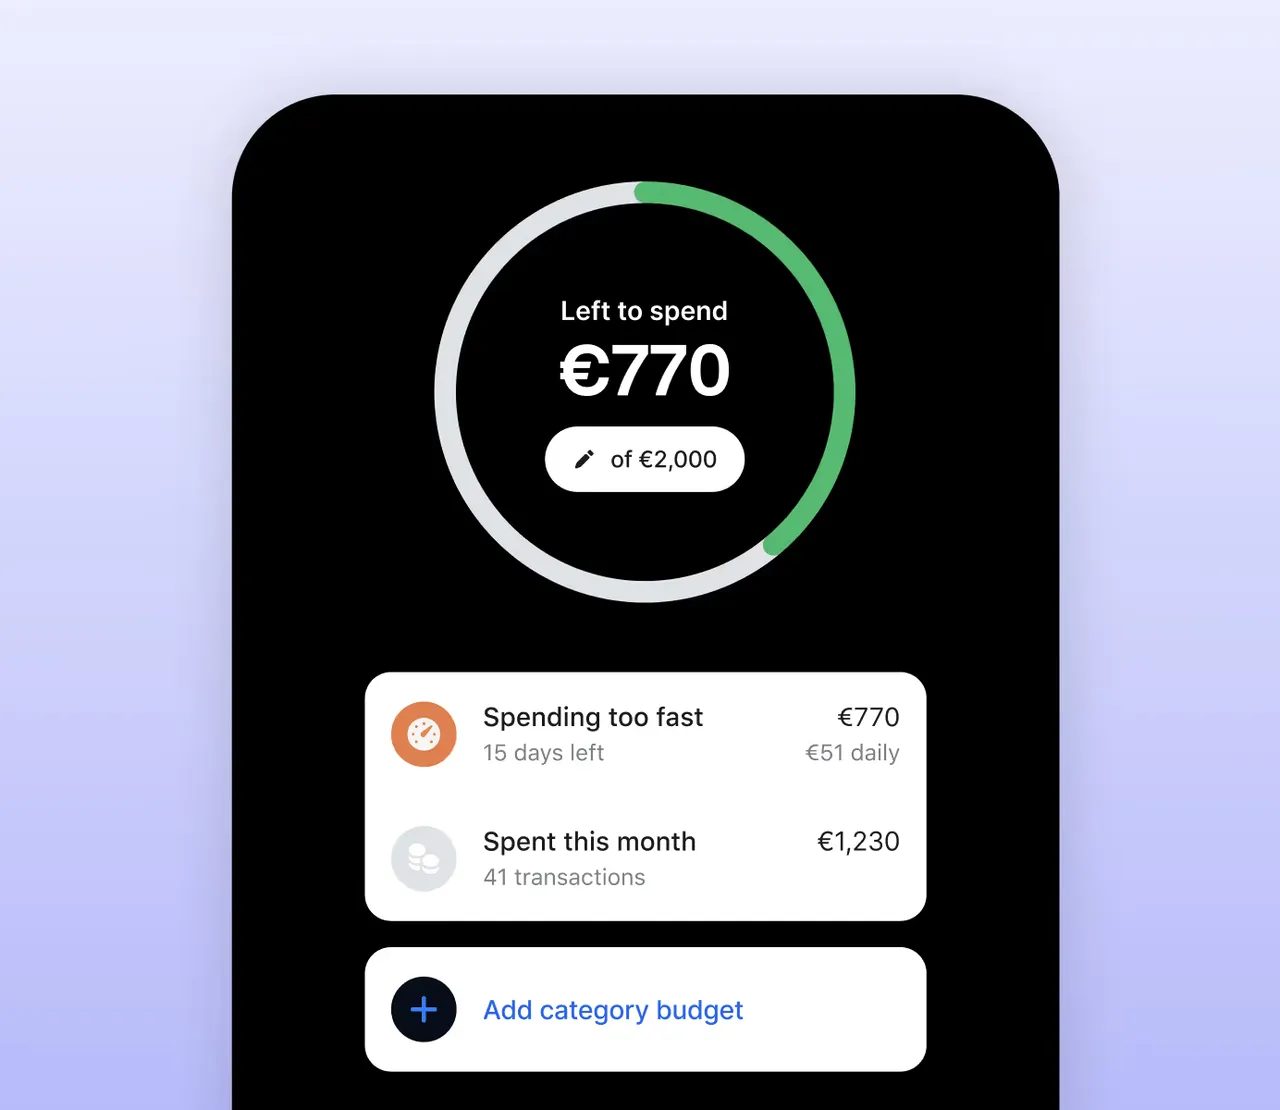 Left to spend
€770
of €2,000
Spending too fast
€770
15 days left
€51 daily
Spent this month
€1,230
41 transactions
Add category budget